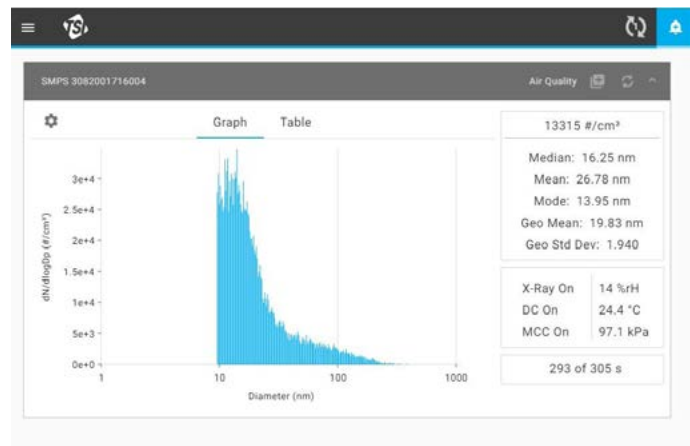 TSI
SMPS 3082001716004
Air Quality
Graph Table
13315 #/cm³
Median: 16.25 nm
Mean: 26.78 nm
Mode: 13.95 nm
Geo Mean: 19.83 nm
Geo Std Dev: 1.940
X-Ray On 14 %rH
DC On 24.4 °C
MCC On 97.1 kPa
293 of 305 s
dN/dlogDp (#/cm³)
3e+4
2.5e+4
2e+4
1.5e+4
1e+4
5e+3
0e+0
1 10 100 1000
Diameter (nm)